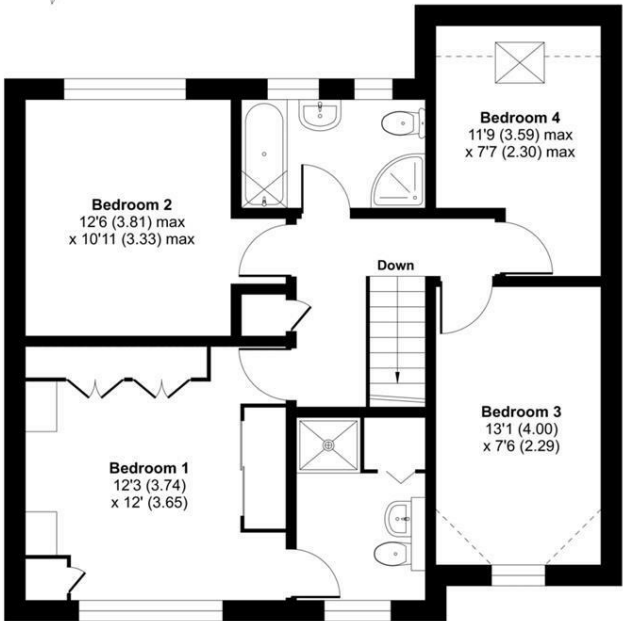 Bedroom 4
11'9 (3.59) max
x 7'7 (2.30) max
Bedroom 2
12'6 (3.81) max
x 10'11 (3.33) max
Down
Bedroom 3
13'1 (4.00)
x 7'6 (2.29)
Bedroom 1
12'3 (3.74)
x 12' (3.65)